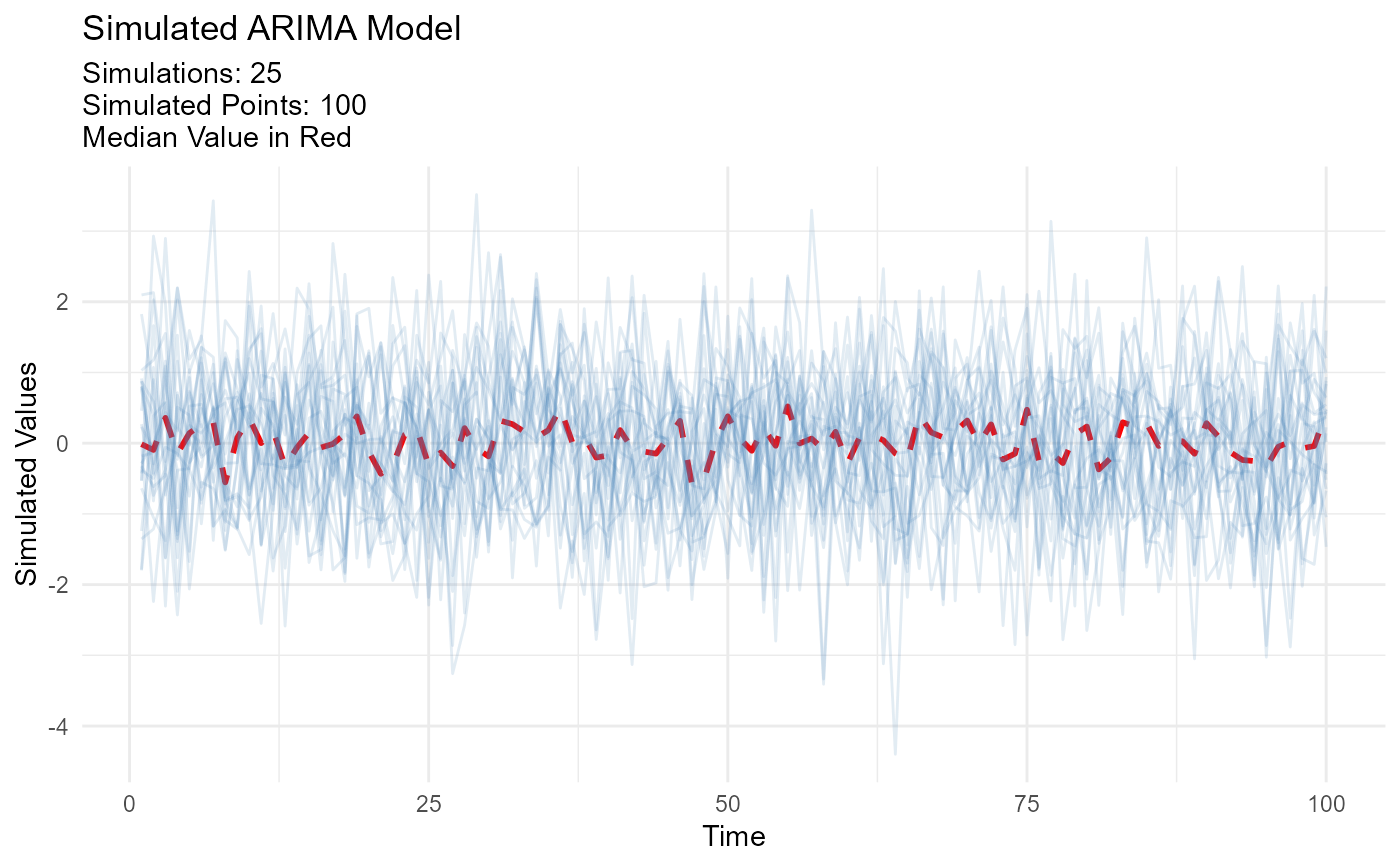 Simulated ARIMA Model
Simulations: 25
Simulated Points: 100
Median Value in Red
Simulated Values
2
0
-2
-4
0
25
50
75
100
Time